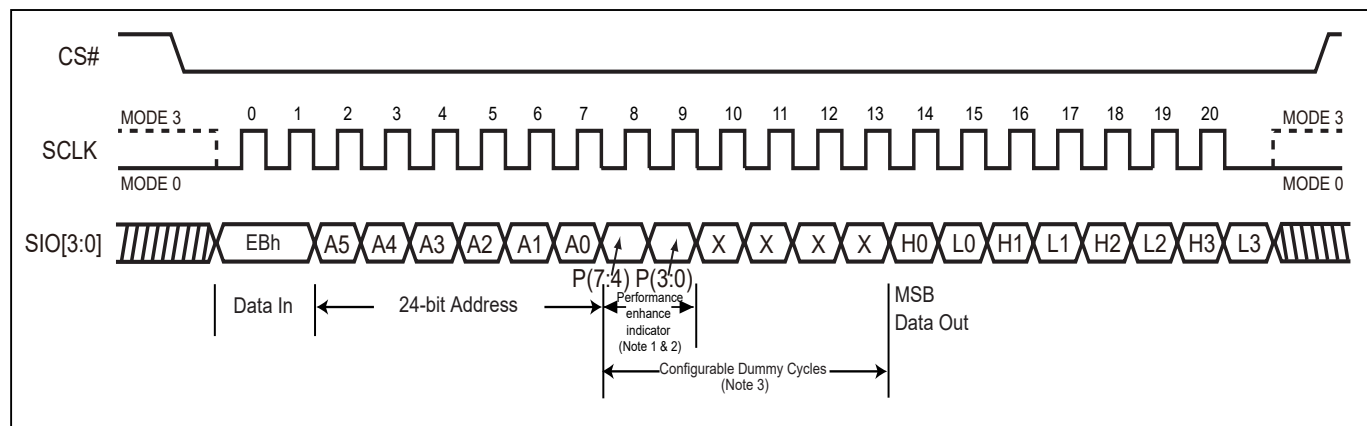 CS#
MODE 3 0 1 2 3 4 5 6 7 8 9 10 11 12 13 14 15 16 17 18 19 20 MODE 3
SCLK
MODE 0 MODE 0
SIO[3:0] EBh A5 A4 A3 A2 A1 A0 X X X X H0 L0 H1 L1 H2 L2 H3 L3
P(7:4) P(3:0)
Data In 24-bit Address
Performance
enhance
indicator
(Note 1 & 2)
MSB
Data Out
Configurable Dummy Cycles
(Note 3)